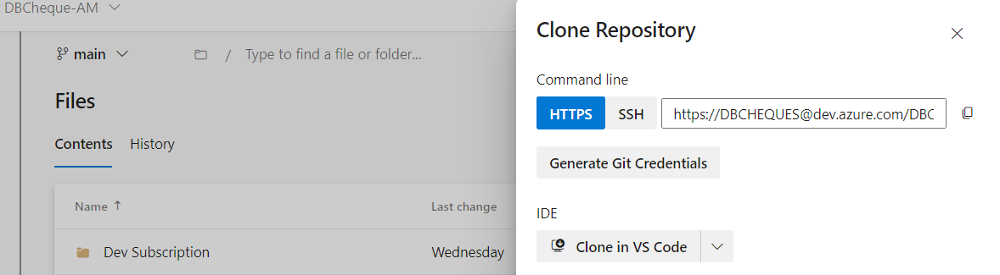 DBCheque-AM
main
/ Type to find a file or folder...
Files
Contents History
Name ↑ Last change
Dev Subscription Wednesday
Clone Repository
Command line
HTTPS SSH https://DBCHEQUES@dev.azure.com/DBC
Generate Git Credentials
IDE
Clone in VS Code